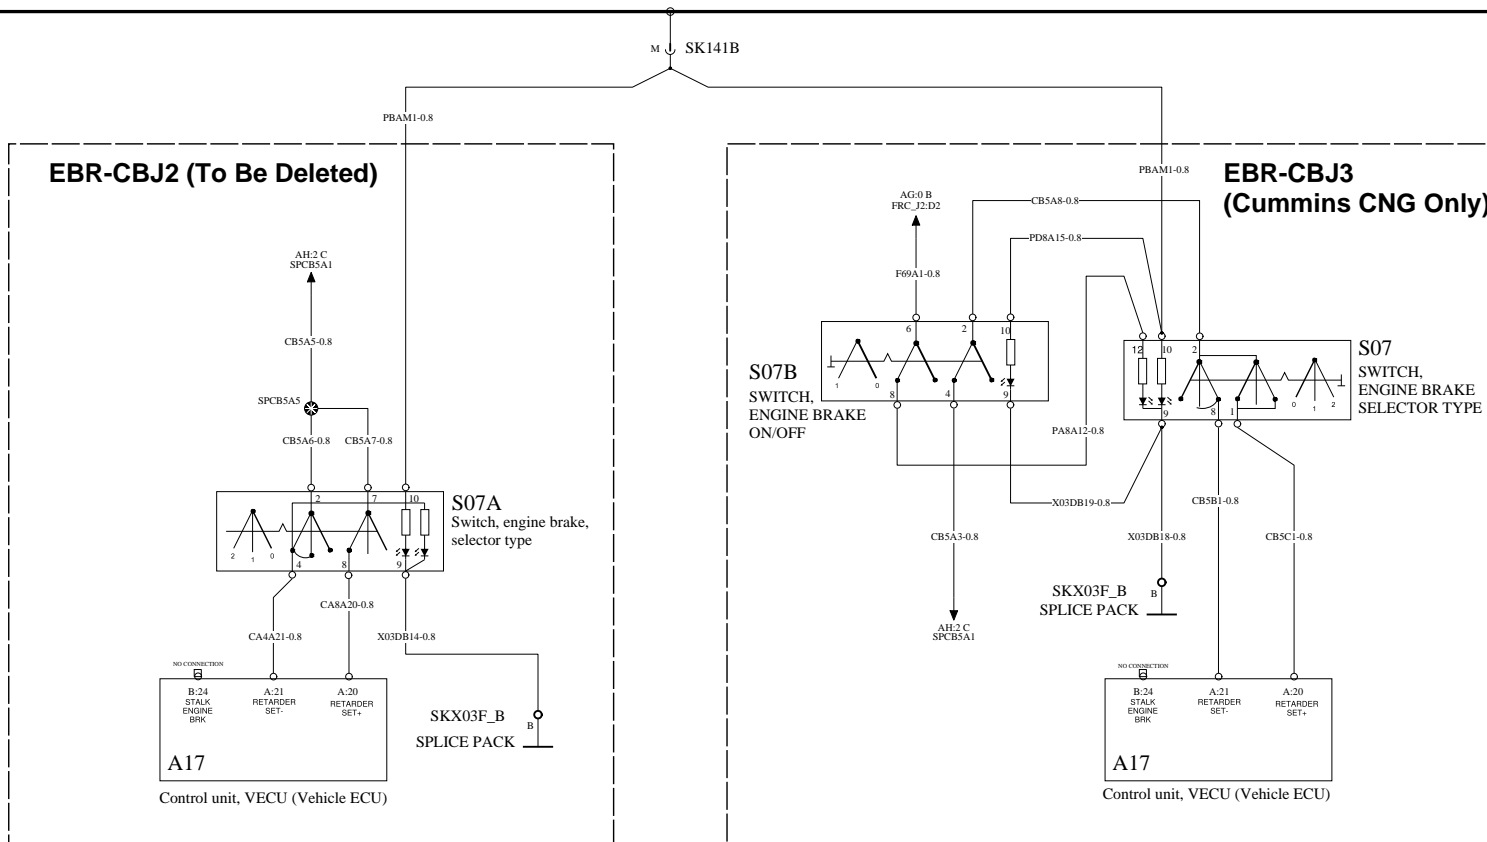 M SK141B
PBAM1-0.8
EBR-CBJ2 (To Be Deleted)
AH:2 C
SPCB5A1
CB5A5-0.8
SPCB5A5
CB5A6-0.8
CB5A7-0.8
2 7 10
S07A
Switch, engine brake,
selector type
2 1 0
4 8 9
CA8A20-0.8
CA4A21-0.8
X03DB14-0.8
NO CONNECTION
B:24
STALK
ENGINE
BRK
A:21
RETARDER
SET-
A:20
RETARDER
SET+
A17
Control unit, VECU (Vehicle ECU)
SKX03F_B
B
SPLICE PACK
PBAM1-0.8
EBR-CBJ3
(Cummins CNG Only)
AG:0 B
FRC_J2:D2
CB5A8-0.8
PD8A15-0.8
F69A1-0.8
6 2 10
S07B
SWITCH,
ENGINE BRAKE
ON/OFF
1 0
8 4 9
12 10 2
S07
SWITCH,
ENGINE BRAKE
SELECTOR TYPE
0 1 2
9 8 1
PA8A12-0.8
X03DB19-0.8
CB5B1-0.8
CB5A3-0.8
X03DB18-0.8
CB5C1-0.8
SKX03F_B
B
SPLICE PACK
AH:2 C
SPCB5A1
NO CONNECTION
B:24
STALK
ENGINE
BRK
A:21
RETARDER
SET-
A:20
RETARDER
SET+
A17
Control unit, VECU (Vehicle ECU)